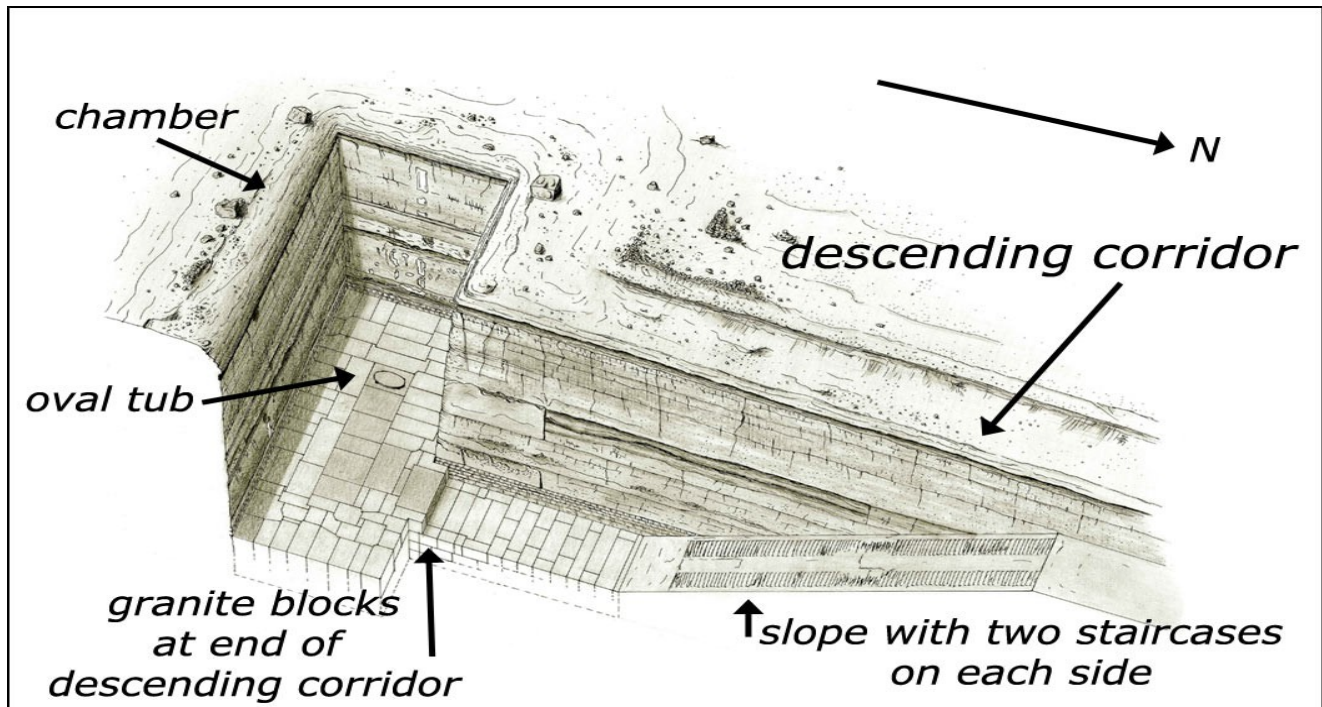 chamber
N
descending corridor
oval tub
granite blocks
at end of
descending corridor
slope with two staircases
on each side